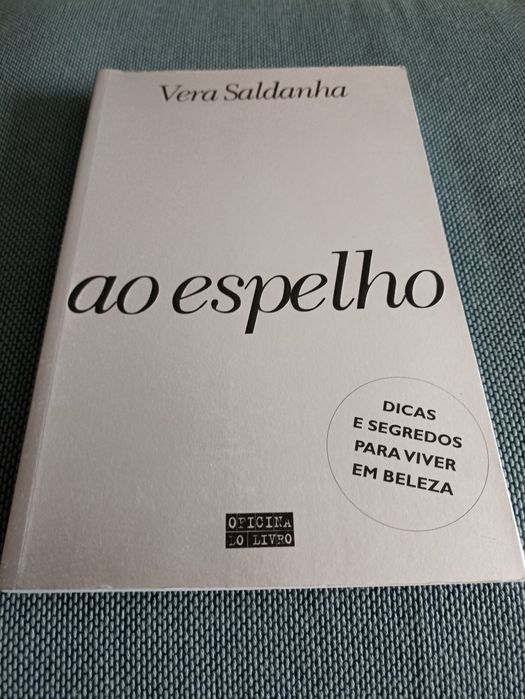 Vera Saldanha
ao espelho
DICAS
E SEGREDOS
PARA VIVER
EM BELEZA
OFICINA
DO LIVRO